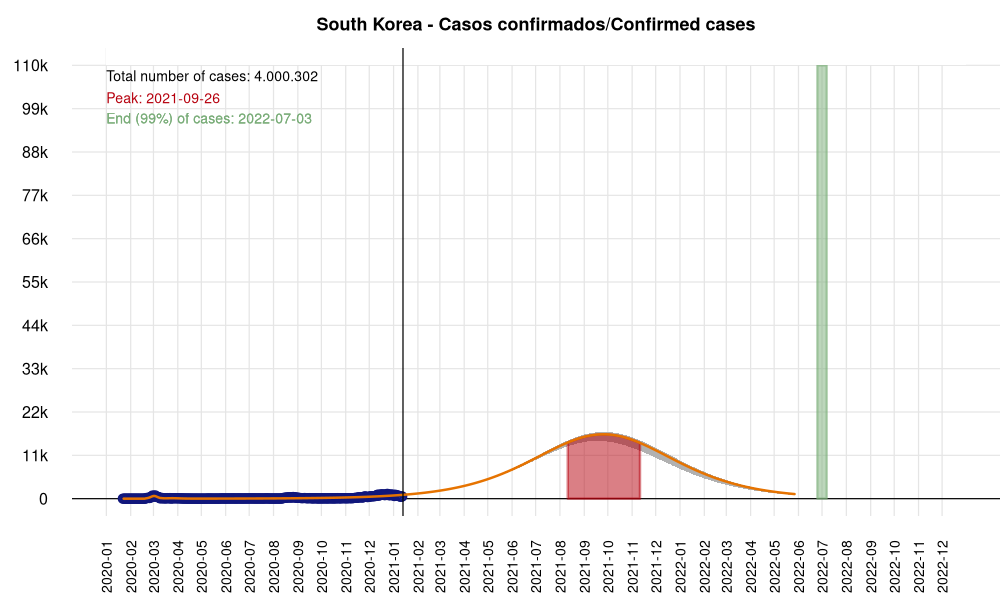 South Korea - Casos confirmados/Confirmed cases
Total number of cases: 4.000.302
Peak: 2021-09-26
End (99%) of cases: 2022-07-03
110k
99k
88k
77k
66k
55k
44k
33k
22k
11k
0
2020-01
2020-02
2020-03
2020-04
2020-05
2020-06
2020-07
2020-08
2020-09
2020-10
2020-11
2020-12
2021-01
2021-02
2021-03
2021-04
2021-05
2021-06
2021-07
2021-08
2021-09
2021-10
2021-11
2021-12
2022-01
2022-02
2022-03
2022-04
2022-05
2022-06
2022-07
2022-08
2022-09
2022-10
2022-11
2022-12